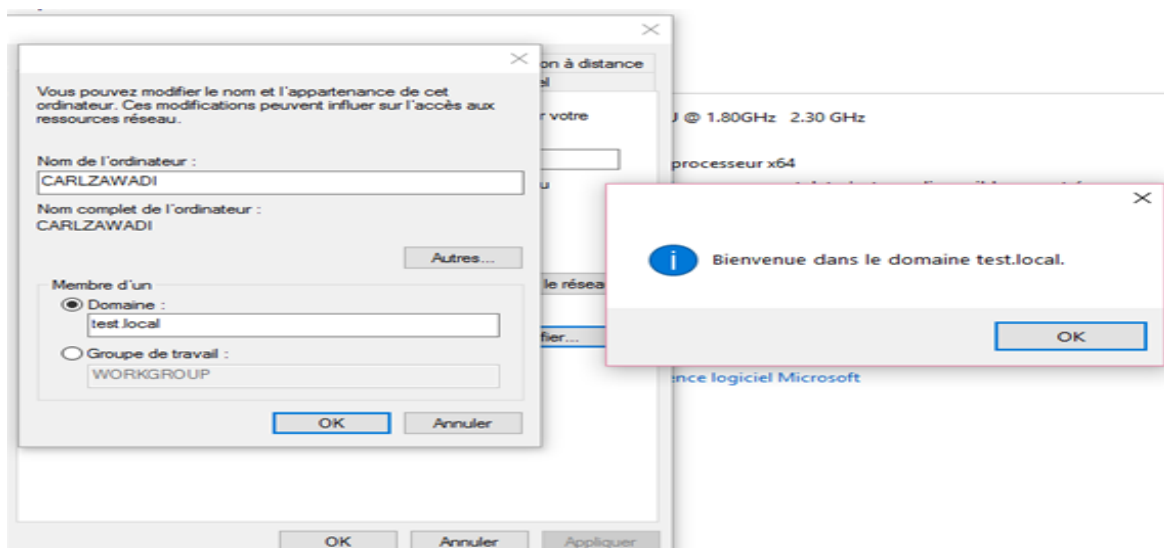 on à distance
el
Vous pouvez modifier le nom et l'appartenance de cet
ordinateur. Ces modifications peuvent influer sur l'accès aux
ressources réseau.
r votre
U @ 1.80GHz 2.30 GHz
Nom de l'ordinateur :
CARLZAWADI
processeur x64
u
Nom complet de l'ordinateur :
CARLZAWADI
Autres...
Bienvenue dans le domaine test.local.
OK
Membre d'un
le résea
Domaine :
test.local
fier...
Groupe de travail :
WORKGROUP
ence logiciel Microsoft
OK
Annuler
OK
Annuler
Appliquer